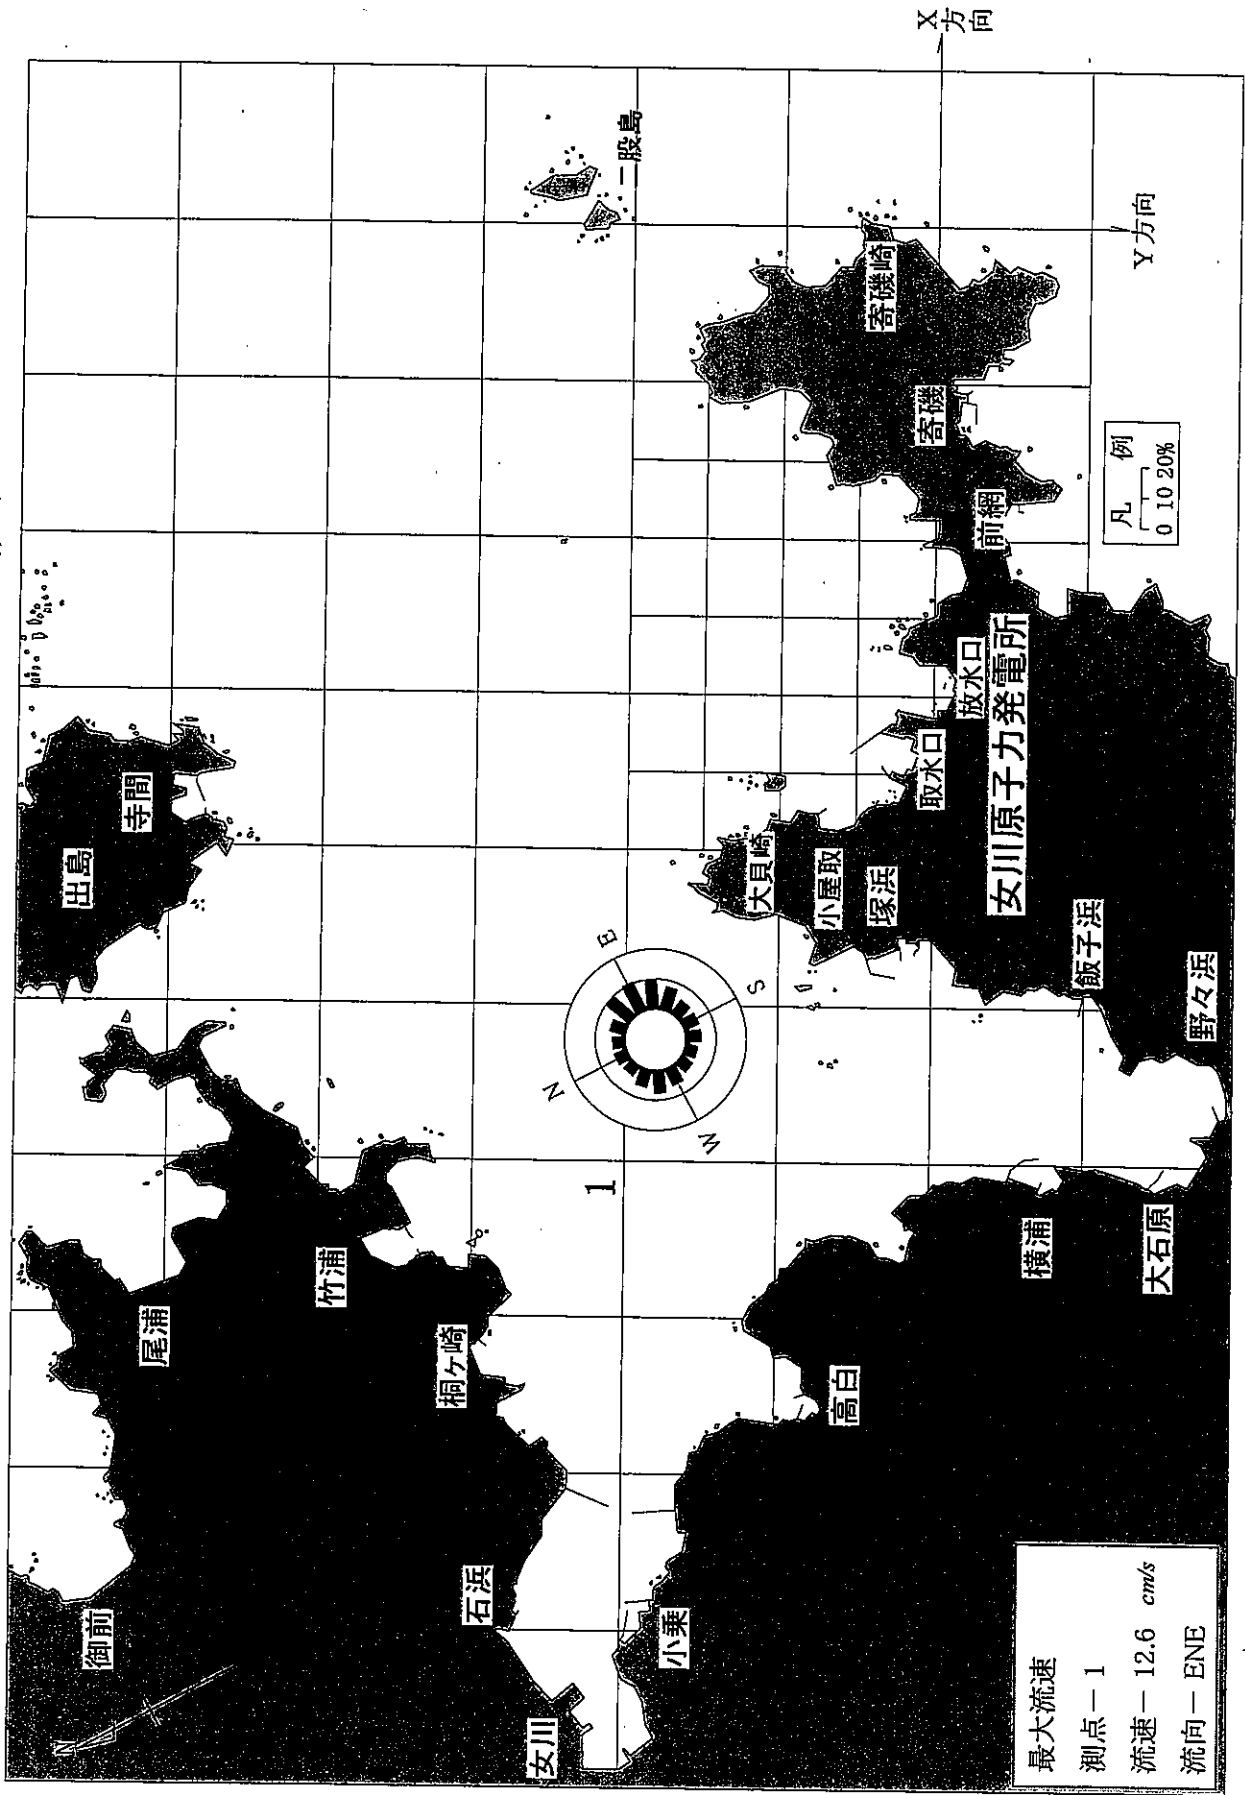 X方向
Y方向
二股島
寄磯崎
寄磯
前網
凡 例
0 10 20%
放水口
女川原子力発電所
取水口
大貝崎
小屋取
塚浜
飯子浜
野々浜
出島
寺間
N
E
S
W
1
尾浦
竹浦
桐ヶ崎
高白
横浦
大石原
御前
石浜
小乗
女川
N
最大流速
測点－1
流速－12.6 cm/s
流向－ENE